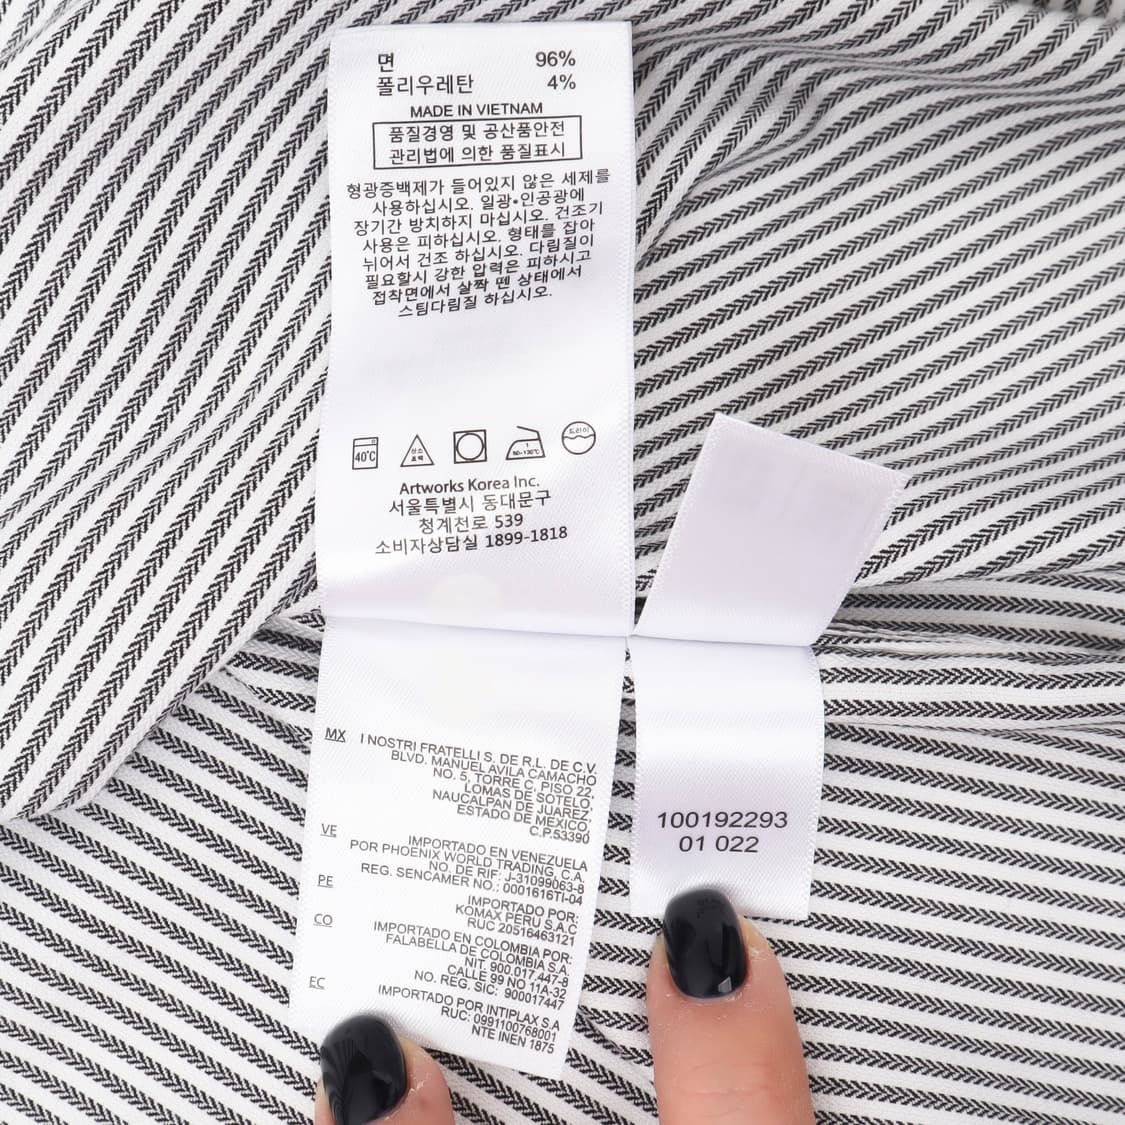 면 96%
폴리우레탄 4%
MADE IN VIETNAM
품질경영 및 공산품안전
관리법에 의한 품질표시
형광증백제가 들어있지 않은 세제를
사용하십시오. 일광•인공광에
장기간 방치하지 마십시오. 건조기
사용은 피하십시오. 형태를 잡아
뉘어서 건조 하십시오. 다림질이
필요할시 강한 압력은 피하시고
접착면에서 살짝 뗀 상태에서
스팀다림질 하십시오.
40°C
산소
표백
1
80~130°C
드라이
Artworks Korea Inc.
서울특별시 동대문구
청계천로 539
소비자상담실 1899-1818
MX I NOSTRI FRATELLI S. DE R.L. DE C.V.
BLVD. MANUEL AVILA CAMACHO
NO. 5, TORRE C, PISO 22,
LOMAS DE SOTELO,
NAUCALPAN DE JUAREZ,
ESTADO DE MEXICO,
C.P.53390
VE IMPORTADO EN VENEZUELA
POR PHOENIX WORLD TRADING, C.A.
NO. DE RIF: J-31099063-8
REG. SENCAMER NO.: 0001616TI-04
PE IMPORTADO POR:
KOMAX PERU S.A.C
RUC 20516463121
CO IMPORTADO EN COLOMBIA POR:
FALABELLA DE COLOMBIA S.A.
NIT 900.017.447-8
CALLE 99 NO 11A-32
NO. REG. SIC: 900017447
EC IMPORTADO POR INTIPLAX S.A
RUC: 0991100768001
NTE INEN 1875
100192293
01 022